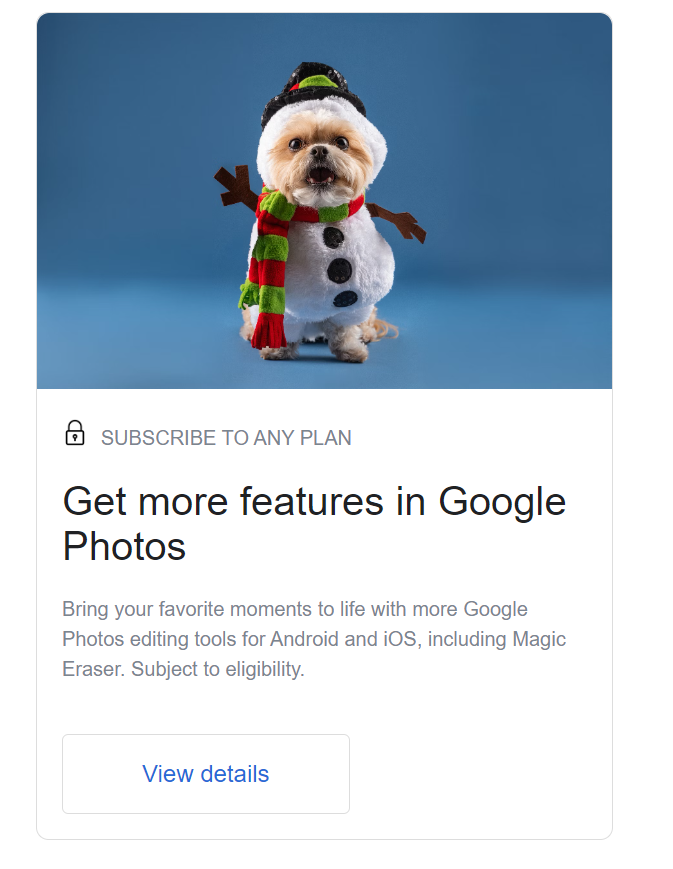 SUBSCRIBE TO ANY PLAN
Get more features in Google
Photos
Bring your favorite moments to life with more Google
Photos editing tools for Android and iOS, including Magic
Eraser. Subject to eligibility.
View details